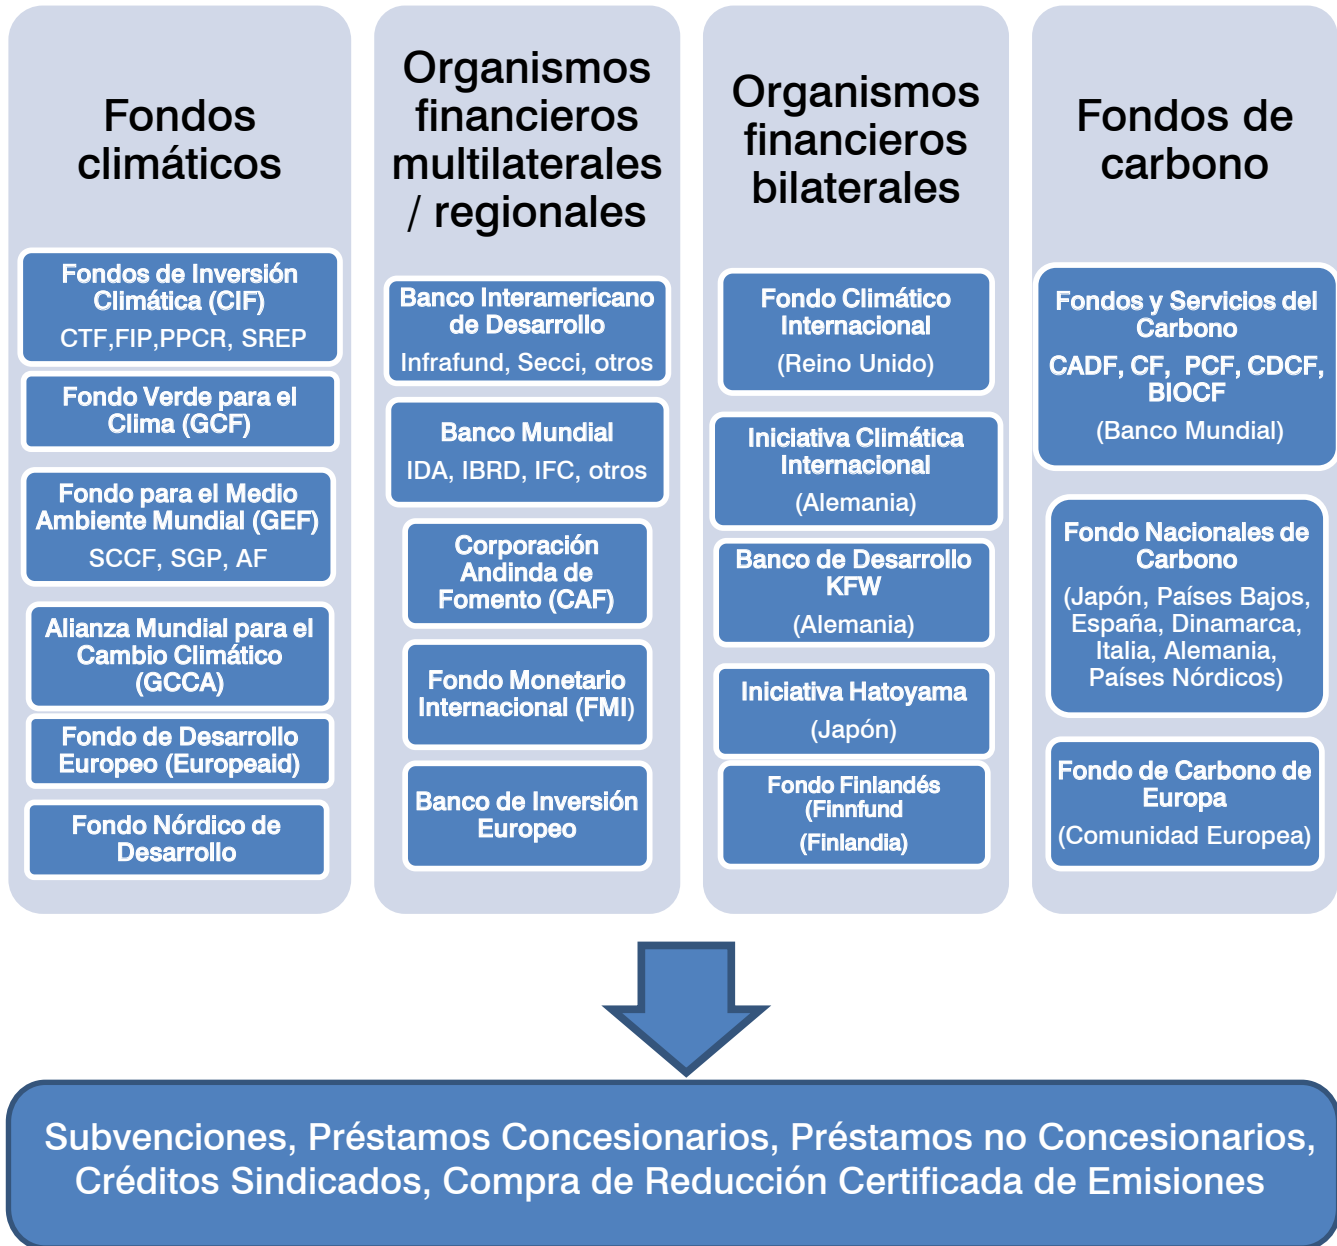 Fondos
climáticos
Fondos de Inversión
Climática (CIF)
CTF,FIP,PPCR, SREP
Fondo Verde para el
Clima (GCF)
Fondo para el Medio
Ambiente Mundial (GEF)
SCCF, SGP, AF
Alianza Mundial para el
Cambio Climático
(GCCA)
Fondo de Desarrollo
Europeo (Europeaid)
Fondo Nórdico de
Desarrollo
Organismos
financieros
multilaterales
/ regionales
Banco Interamericano
de Desarrollo
Infrafund, Secci, otros
Banco Mundial
IDA, IBRD, IFC, otros
Corporación
Andinda de
Fomento (CAF)
Fondo Monetario
Internacional (FMI)
Banco de Inversión
Europeo
Organismos
financieros
bilaterales
Fondo Climático
Internacional
(Reino Unido)
Iniciativa Climática
Internacional
(Alemania)
Banco de Desarrollo
KFW
(Alemania)
Iniciativa Hatoyama
(Japón)
Fondo Finlandés
(Finnfund
(Finlandia)
Fondos de
carbono
Fondos y Servicios del
Carbono
CADF, CF, PCF, CDCF,
BIOCF
(Banco Mundial)
Fondo Nacionales de
Carbono
(Japón, Países Bajos,
España, Dinamarca,
Italia, Alemania,
Países Nórdicos)
Fondo de Carbono de
Europa
(Comunidad Europea)
Subvenciones, Préstamos Concesionarios, Préstamos no Concesionarios,
Créditos Sindicados, Compra de Reducción Certificada de Emisiones